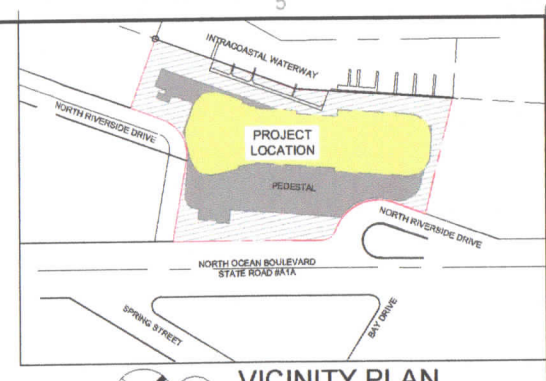 5
INTRACOASTAL WATERWAY
NORTH RIVERSIDE DRIVE
PROJECT
LOCATION
PEDESTAL
NORTH RIVERSIDE DRIVE
NORTH OCEAN BOULEVARD
STATE ROAD #A1A
SPRING STREET
BAY DRIVE
VICINITY PLAN